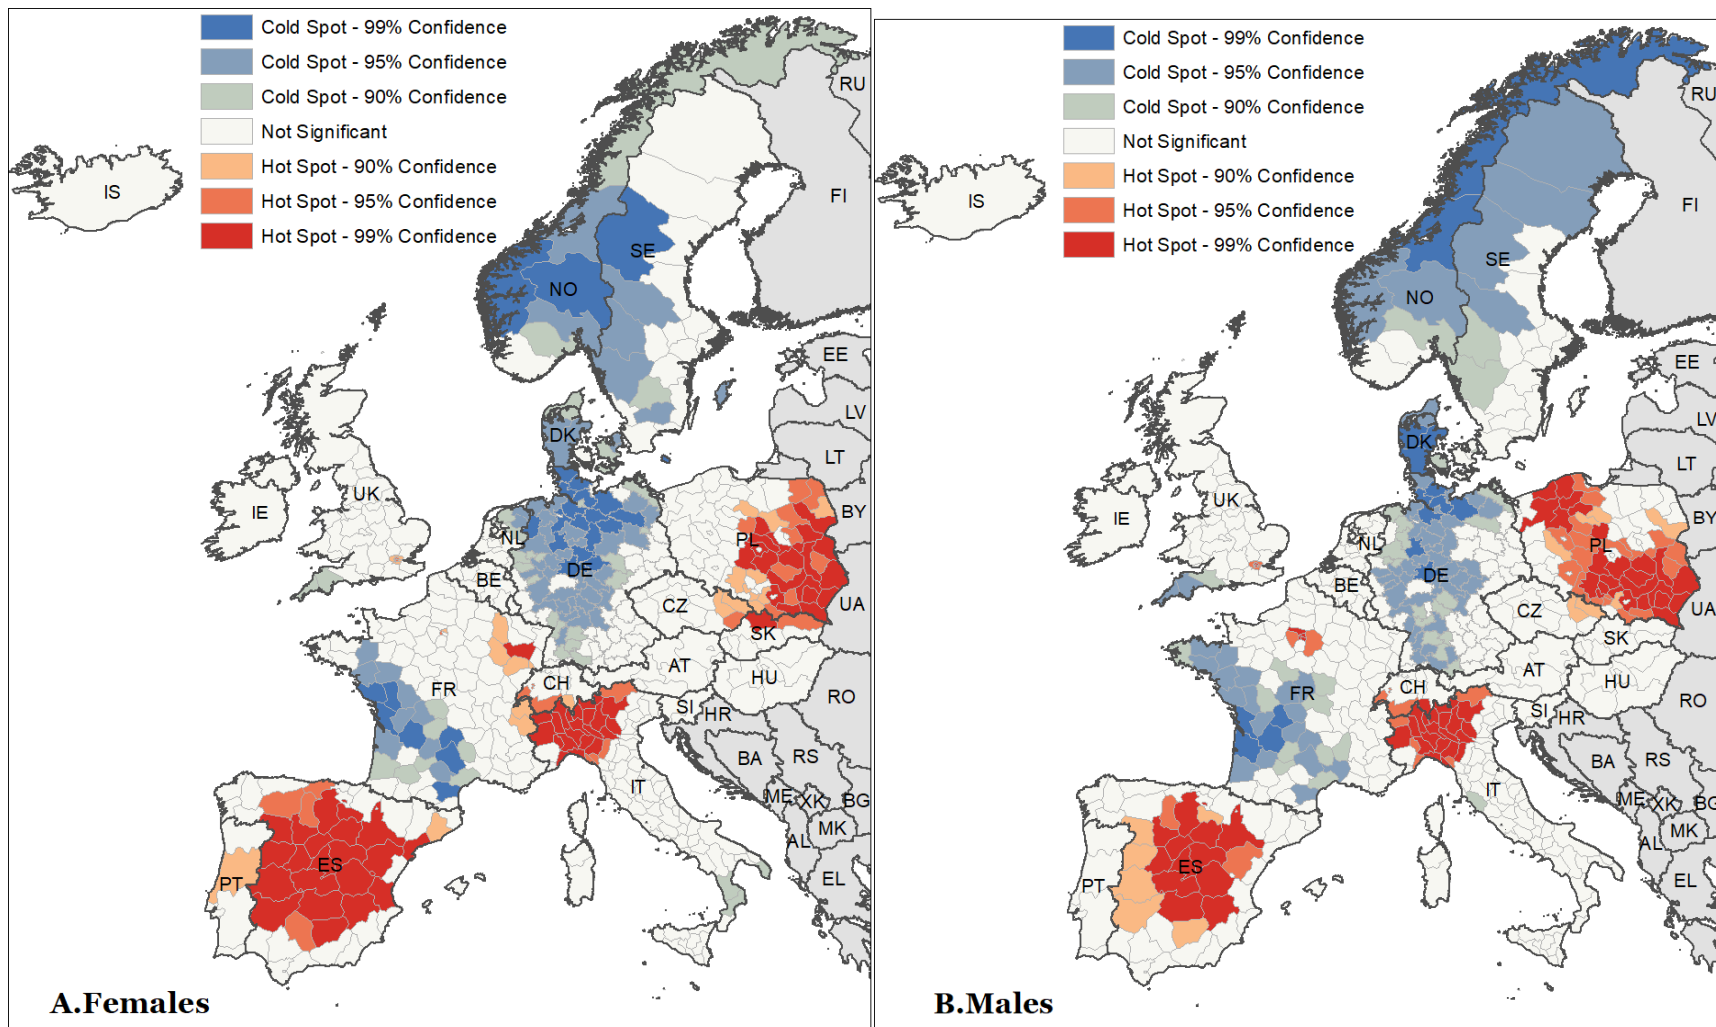 Cold Spot - 99% Confidence
Cold Spot - 95% Confidence
Cold Spot - 90% Confidence
Not Significant
Hot Spot - 90% Confidence
Hot Spot - 95% Confidence
Hot Spot - 99% Confidence
RU
IS
FI
SE
NO
EE
LV
DK
LT
UK
IE
BY
NL
PL
DE
BE
UA
CZ
SK
FR
AT
CH
HU
RO
SI
HR
BA
RS
IT
ME
XK
BG
MK
AL
ES
PT
EL
A.Females
Cold Spot - 99% Confidence
Cold Spot - 95% Confidence
Cold Spot - 90% Confidence
Not Significant
Hot Spot - 90% Confidence
Hot Spot - 95% Confidence
Hot Spot - 99% Confidence
RU
IS
FI
SE
NO
EE
LV
DK
LT
UK
IE
BY
NL
PL
DE
BE
UA
CZ
SK
FR
AT
CH
HU
RO
SI
HR
BA
RS
IT
ME
XK
BG
MK
AL
ES
PT
EL
B.Males